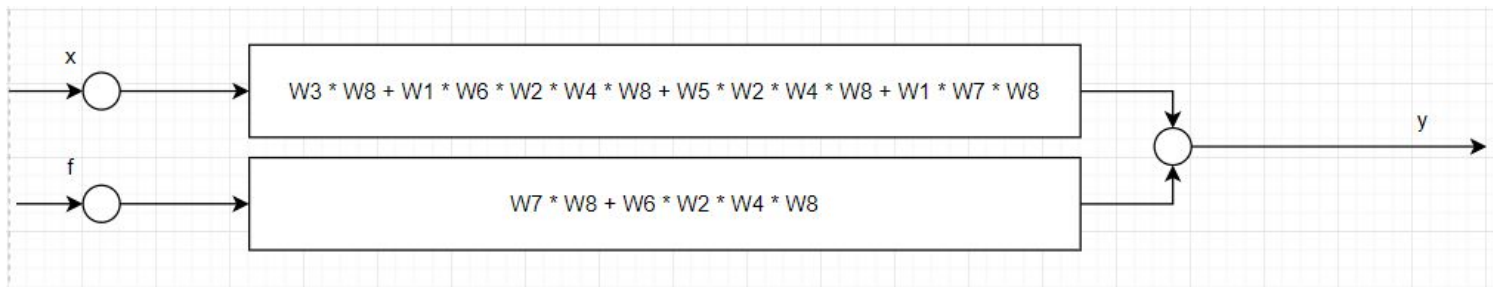 x
W3 * W8 + W1 * W6 * W2 * W4 * W8 + W5 * W2 * W4 * W8 + W1 * W7 * W8
y
f
W7 * W8 + W6 * W2 * W4 * W8